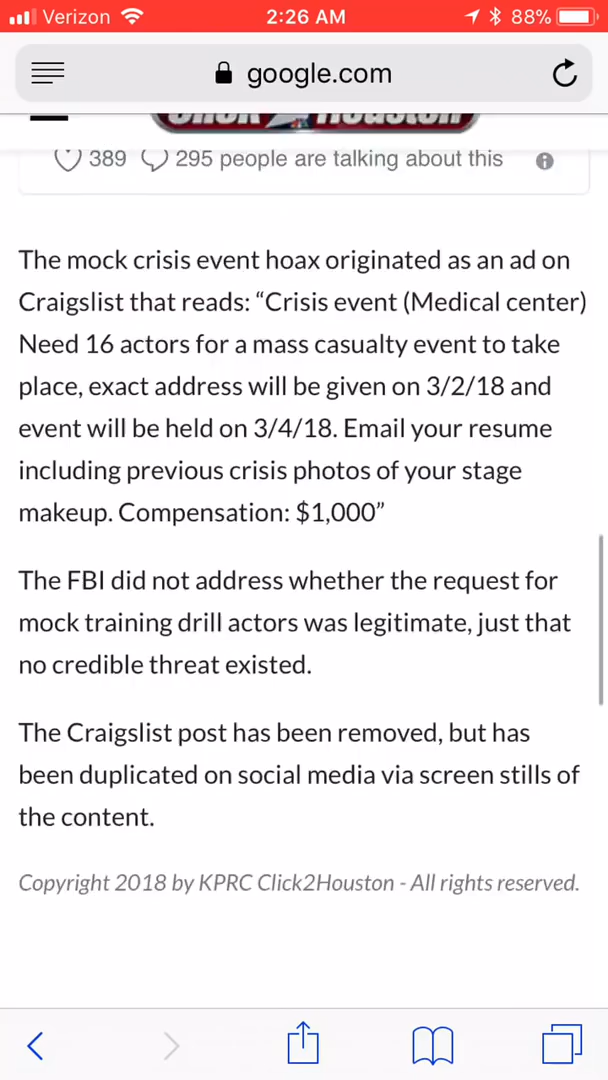 Verizon 2:26 AM 88%
google.com
389 295 people are talking about this
The mock crisis event hoax originated as an ad on
Craigslist that reads: “Crisis event (Medical center)
Need 16 actors for a mass casualty event to take
place, exact address will be given on 3/2/18 and
event will be held on 3/4/18. Email your resume
including previous crisis photos of your stage
makeup. Compensation: $1,000”
The FBI did not address whether the request for
mock training drill actors was legitimate, just that
no credible threat existed.
The Craigslist post has been removed, but has
been duplicated on social media via screen stills of
the content.
Copyright 2018 by KPRC Click2Houston - All rights reserved.